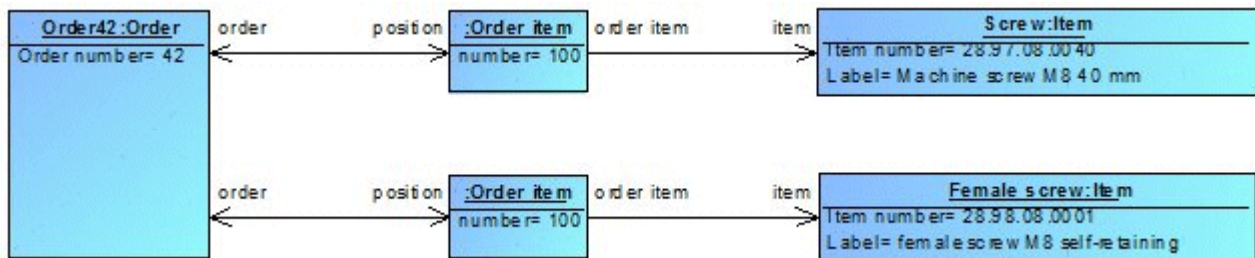 Order42:Order
Order number= 42
order
position
:Order item
number= 100
order item
item
Screw:Item
Item number= 28.97.08.0040
Label= Machine screw M8 40 mm
order
position
:Order item
number= 100
order item
item
Female screw:Item
Item number= 28.98.08.0001
Label= female screw M8 self-retaining